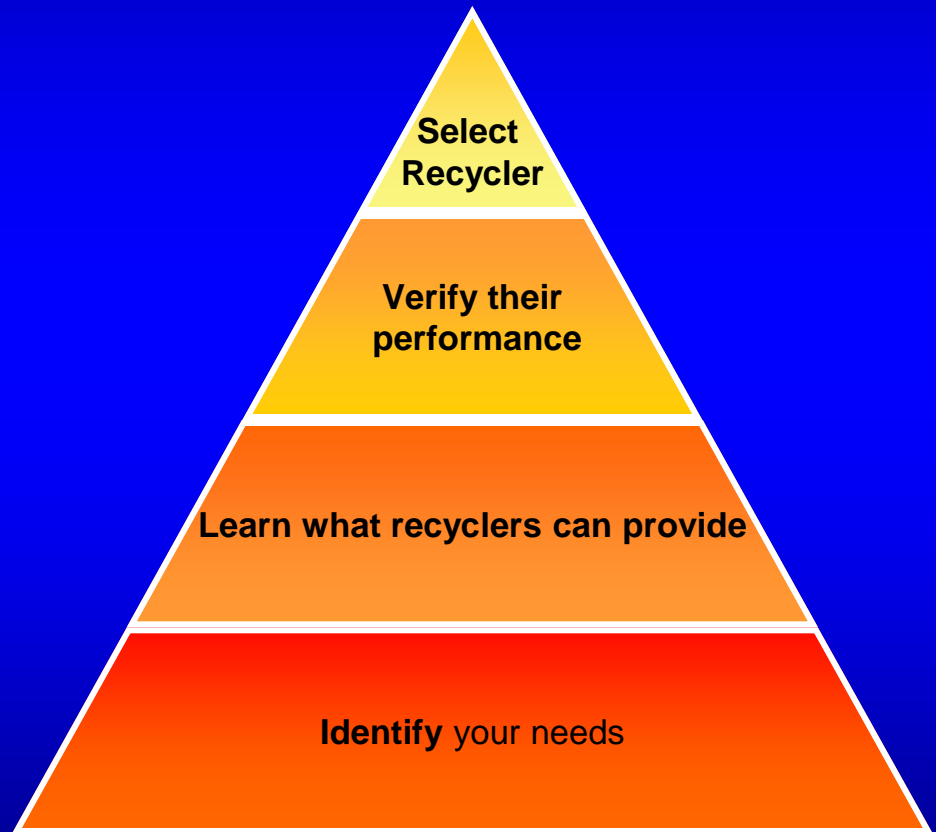 Select
Recycler
Verify their
performance
Learn what recyclers can provide
Identify your needs